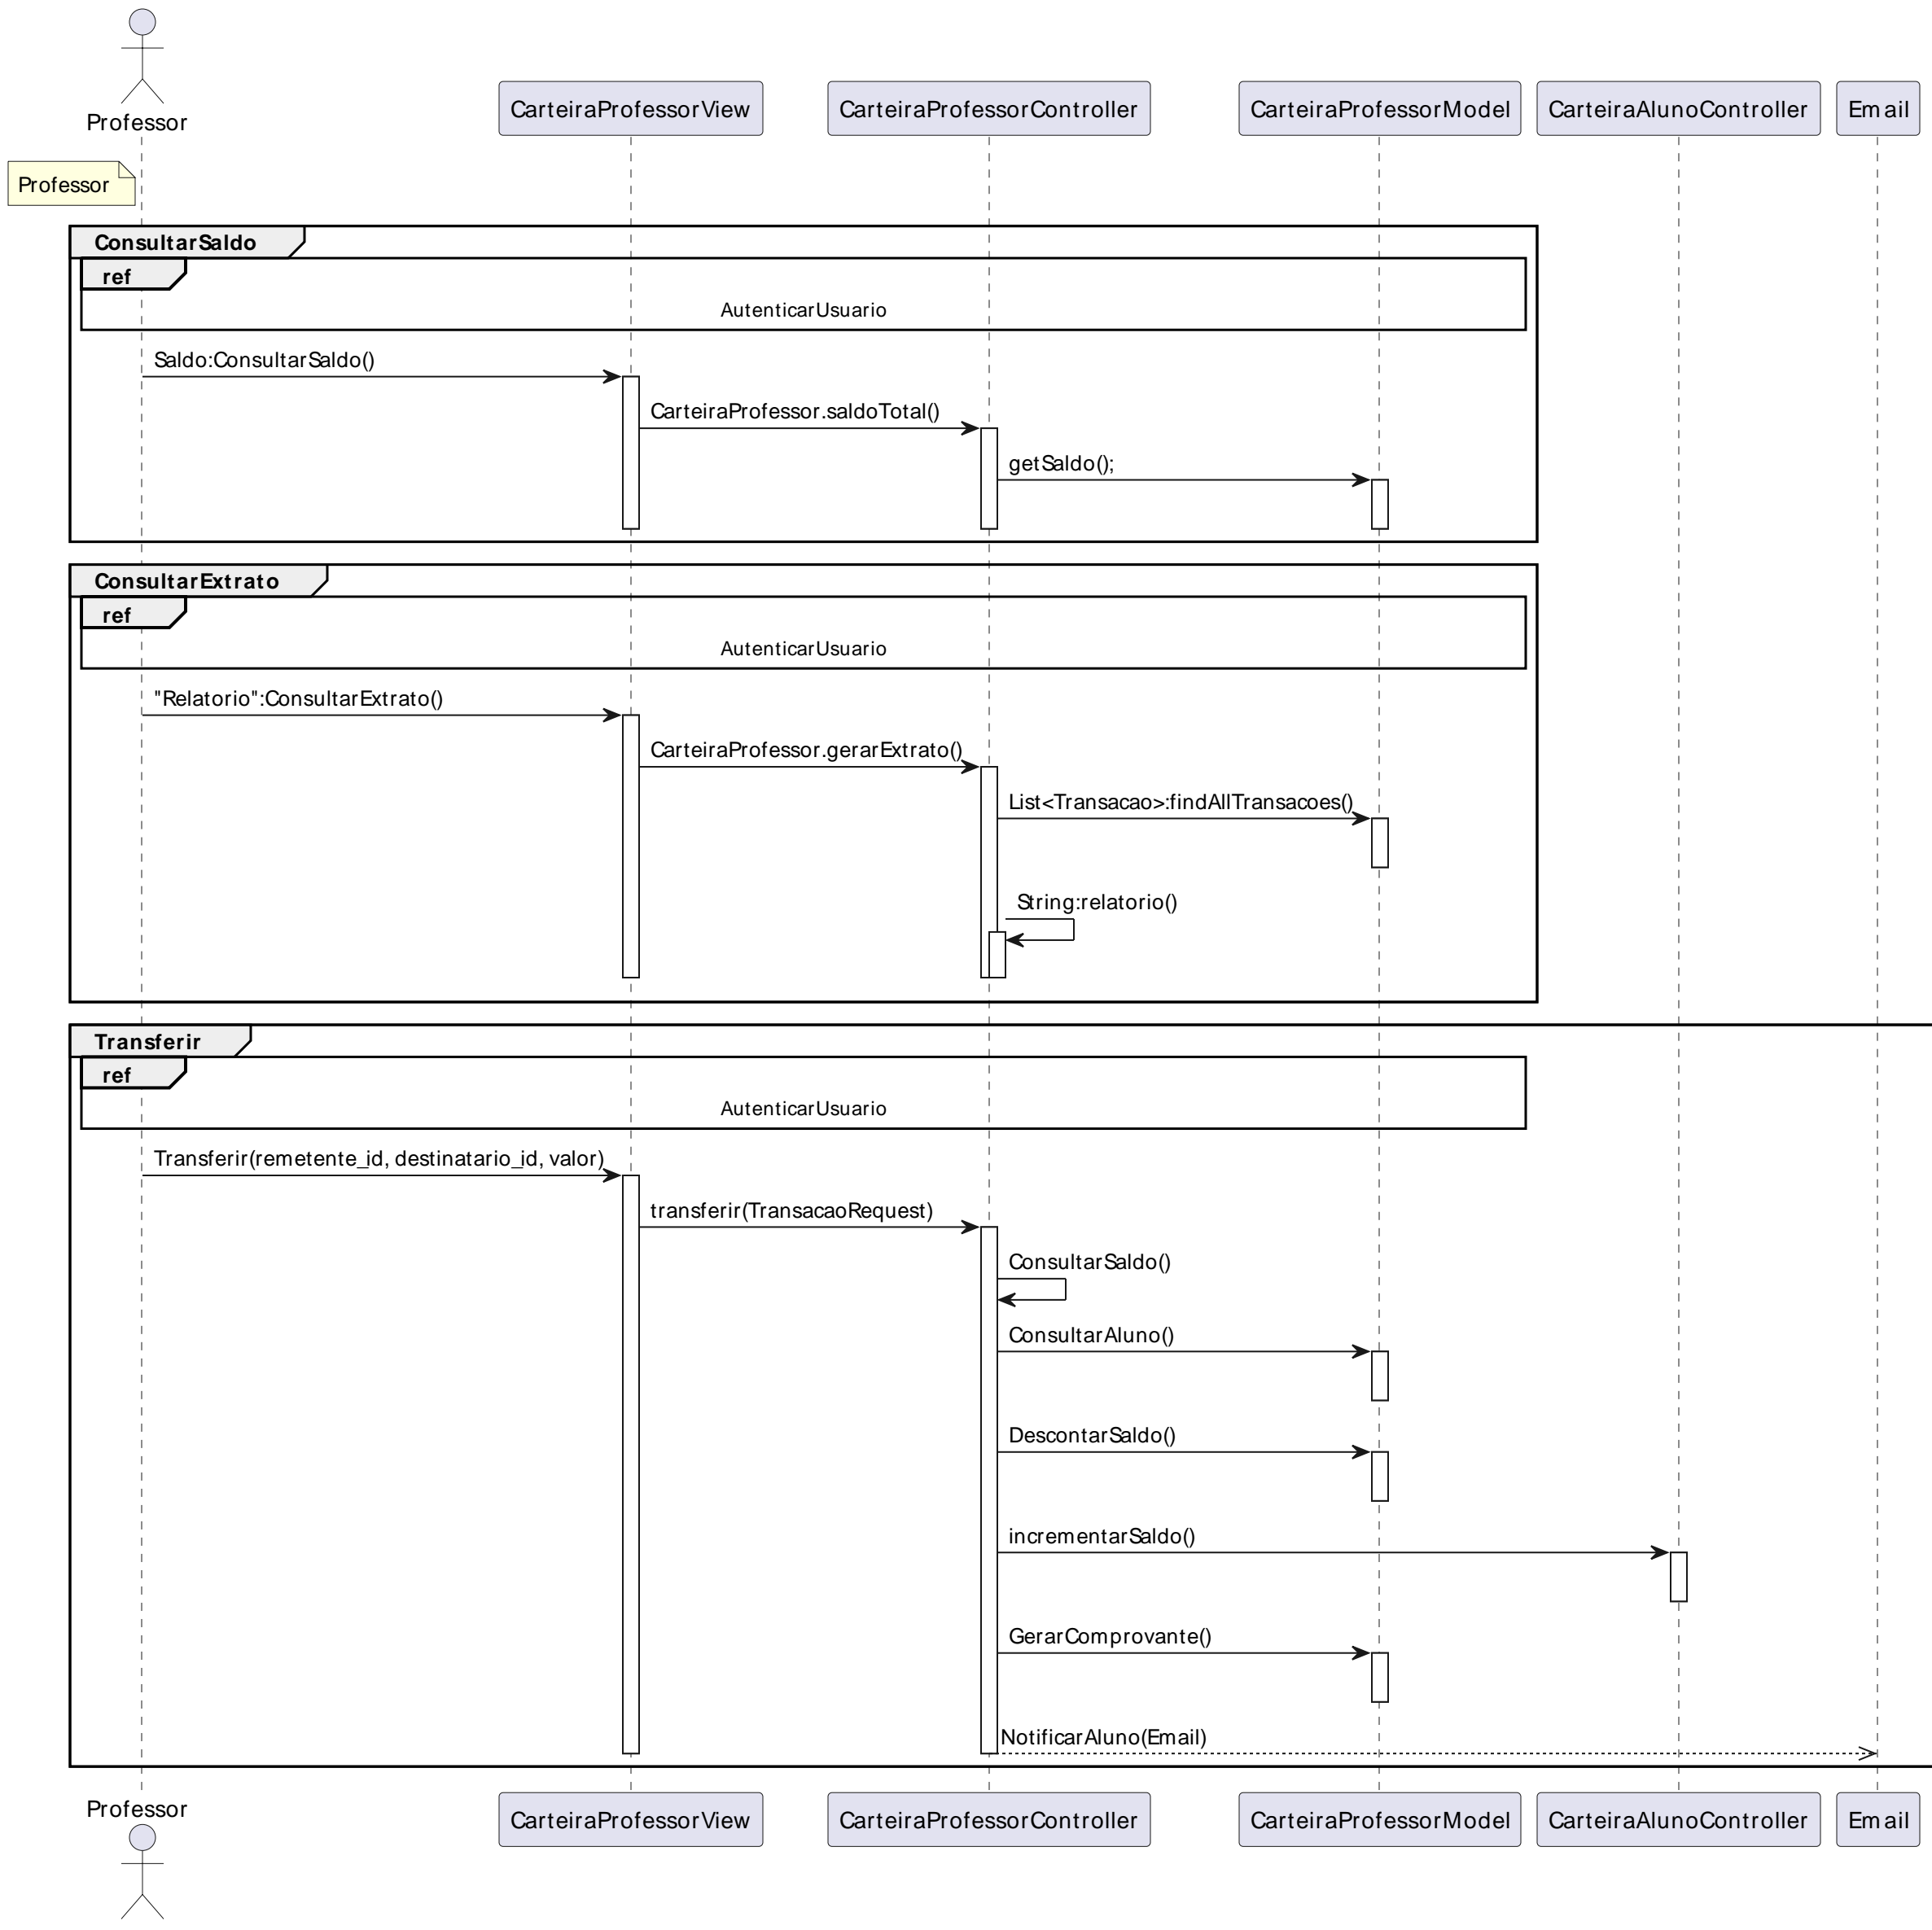 Professor
CarteiraProfessorView
CarteiraProfessorController
CarteiraProfessorModel
CarteiraAlunoController
Email
Professor
ConsultarSaldo
ref
AutenticarUsuario
Saldo:ConsultarSaldo()
CarteiraProfessor.saldoTotal()
getSaldo();
ConsultarExtrato
ref
AutenticarUsuario
"Relatorio":ConsultarExtrato()
CarteiraProfessor.gerarExtrato()
List<Transacao>:findAllTransacoes()
String:relatorio()
Transferir
ref
AutenticarUsuario
Transferir(remetente_id, destinatario_id, valor)
transferir(TransacaoRequest)
ConsultarSaldo()
ConsultarAluno()
DescontarSaldo()
incrementarSaldo()
GerarComprovante()
NotificarAluno(Email)
Professor
CarteiraProfessorView
CarteiraProfessorController
CarteiraProfessorModel
CarteiraAlunoController
Email